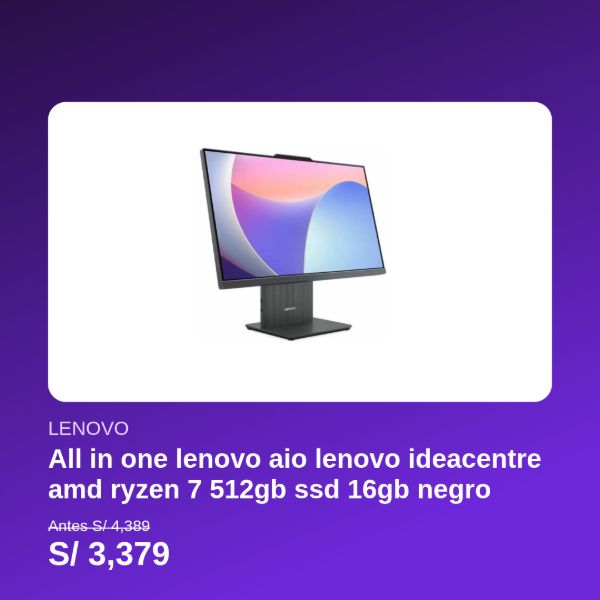 LENOVO
All in one lenovo aio lenovo ideacentre
amd ryzen 7 512gb ssd 16gb negro
Antes S/ 4,389
S/ 3,379